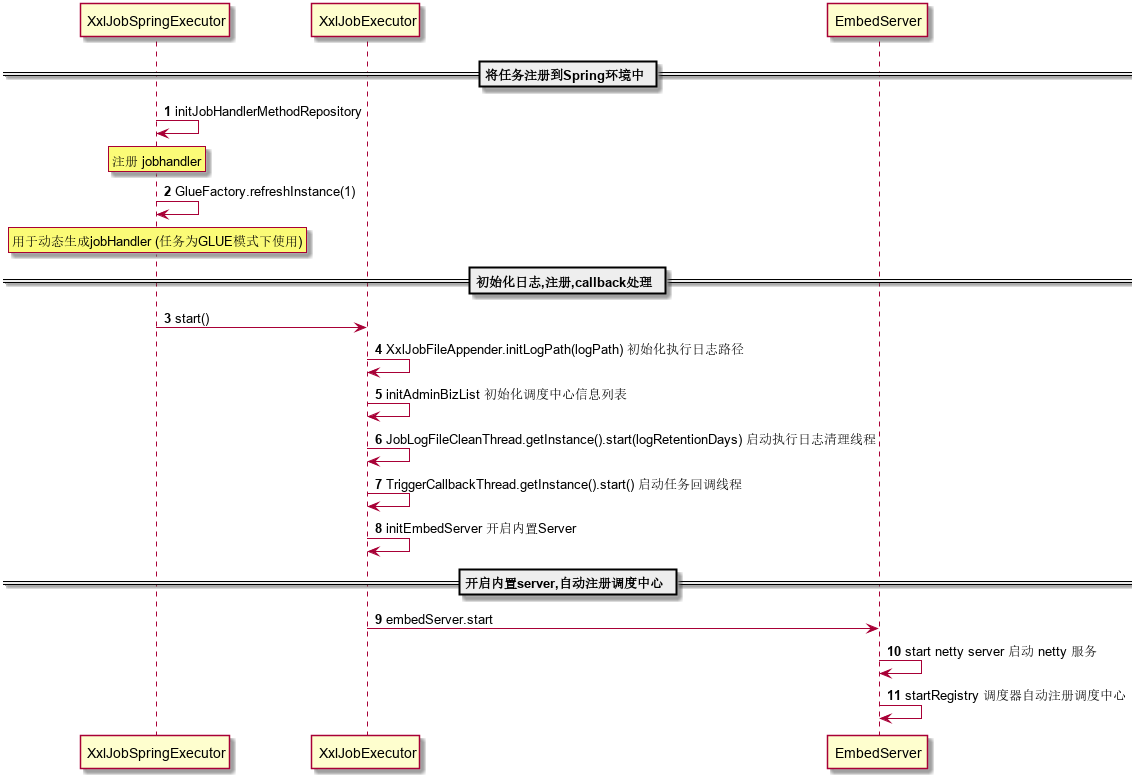 XxlJobSpringExecutor XxlJobExecutor EmbedServer
将任务注册到Spring环境中
1 initJobHandlerMethodRepository
注册 jobhandler
2 GlueFactory.refreshInstance(1)
用于动态生成jobHandler (任务为GLUE模式下使用)
初始化日志,注册,callback处理
3 start()
4 XxlJobFileAppender.initLogPath(logPath) 初始化执行日志路径
5 initAdminBizList 初始化调度中心信息列表
6 JobLogFileCleanThread.getInstance().start(logRetentionDays) 启动执行日志清理线程
7 TriggerCallbackThread.getInstance().start() 启动任务回调线程
8 initEmbedServer 开启内置Server
开启内置server,自动注册调度中心
9 embedServer.start
10 start netty server 启动 netty 服务
11 startRegistry 调度器自动注册调度中心
XxlJobSpringExecutor XxlJobExecutor EmbedServer